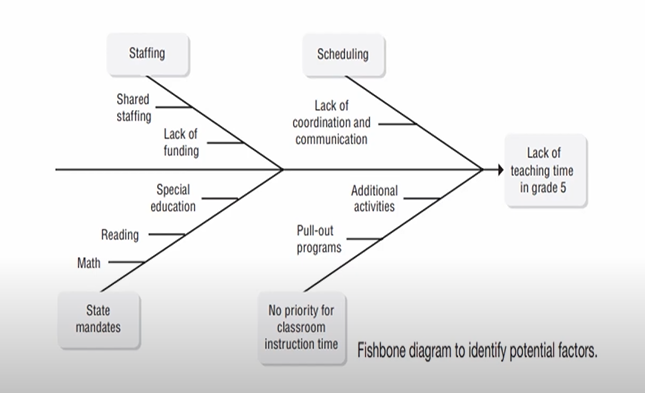 Staffing
Scheduling
Shared
staffing
Lack of
funding
Lack of
coordination and
communication
Lack of
teaching time
in grade 5
Special
education
Reading
Math
Additional
activities
Pull-out
programs
State
mandates
No priority for
classroom
instruction time
Fishbone diagram to identify potential factors.